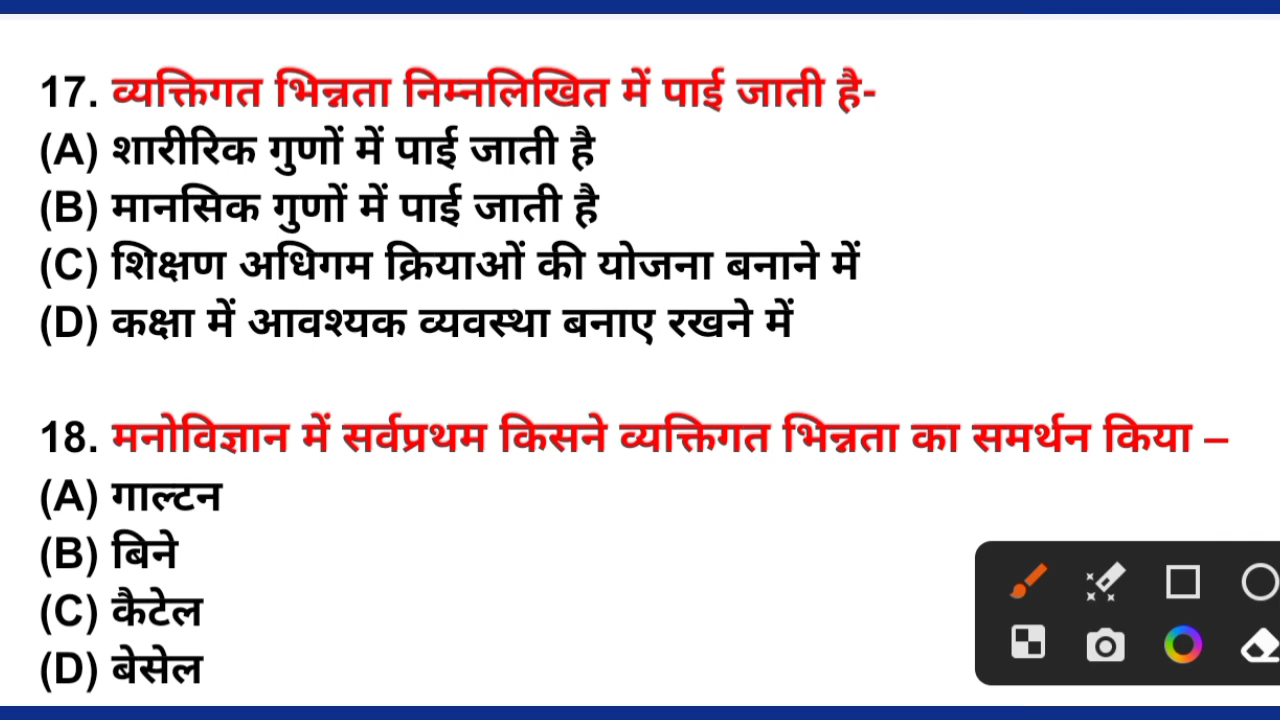 17. व्यक्तिगत भिन्नता निम्नलिखित में पाई जाती है-
(A) शारीरिक गुणों में पाई जाती है
(B) मानसिक गुणों में पाई जाती है
(C) शिक्षण अधिगम क्रियाओं की योजना बनाने में
(D) कक्षा में आवश्यक व्यवस्था बनाए रखने में
18. मनोविज्ञान में सर्वप्रथम किसने व्यक्तिगत भिन्नता का समर्थन किया –
(A) गाल्टन
(B) बिने
(C) कैटेल
(D) बेसेल